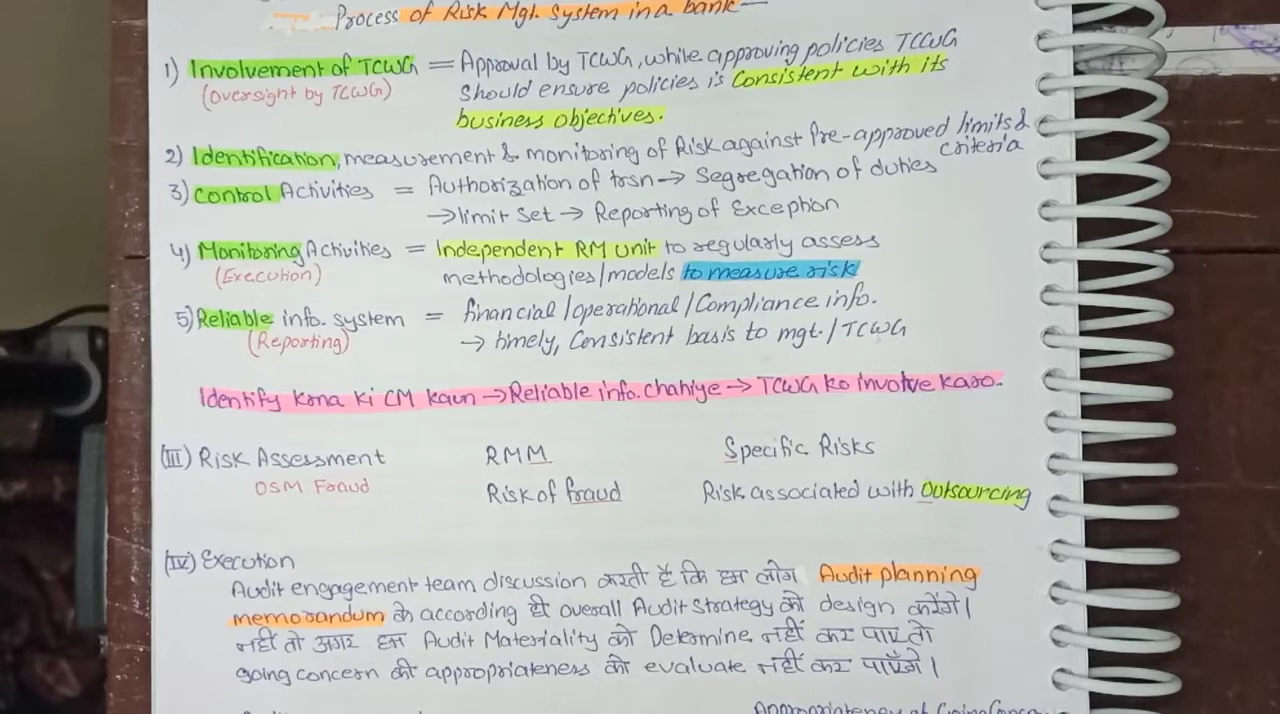 Process of Risk Mgt. System in a bank
1) Involvement of TCWG = Approval by TCWG, while approving policies TCWG
(Oversight by TCWG) should ensure policies is Consistent with its
business objectives.
2) Identification, measurement & monitoring of Risk against Pre-approved limits & criteria
3) Control Activities = Authorization of trsn → Segregation of duties
→ limit set → Reporting of Exception
4) Monitoring Activities = Independent RM unit to regularly assess
(Execution) methodologies/models to measure risk
5) Reliable info. system = financial/operational/Compliance info.
(Reporting) → timely, Consistent basis to mgt./TCWG
Identify krna ki CM kaun → Reliable info. chahiye → TCWG ko involve karo.
(III) Risk Assessment RMM Specific Risks
OSM Fraud Risk of fraud Risk associated with Outsourcing
(IV) Execution
Audit engagement team discussion करती है कि हम लोग Audit planning
memorandum के according ही overall Audit Strategy को design करेंगे।
नहीं तो अगर हम Audit Materiality को Determine नहीं कर पाए तो
going concern की appropriateness को evaluate नहीं कर पाएँगे।